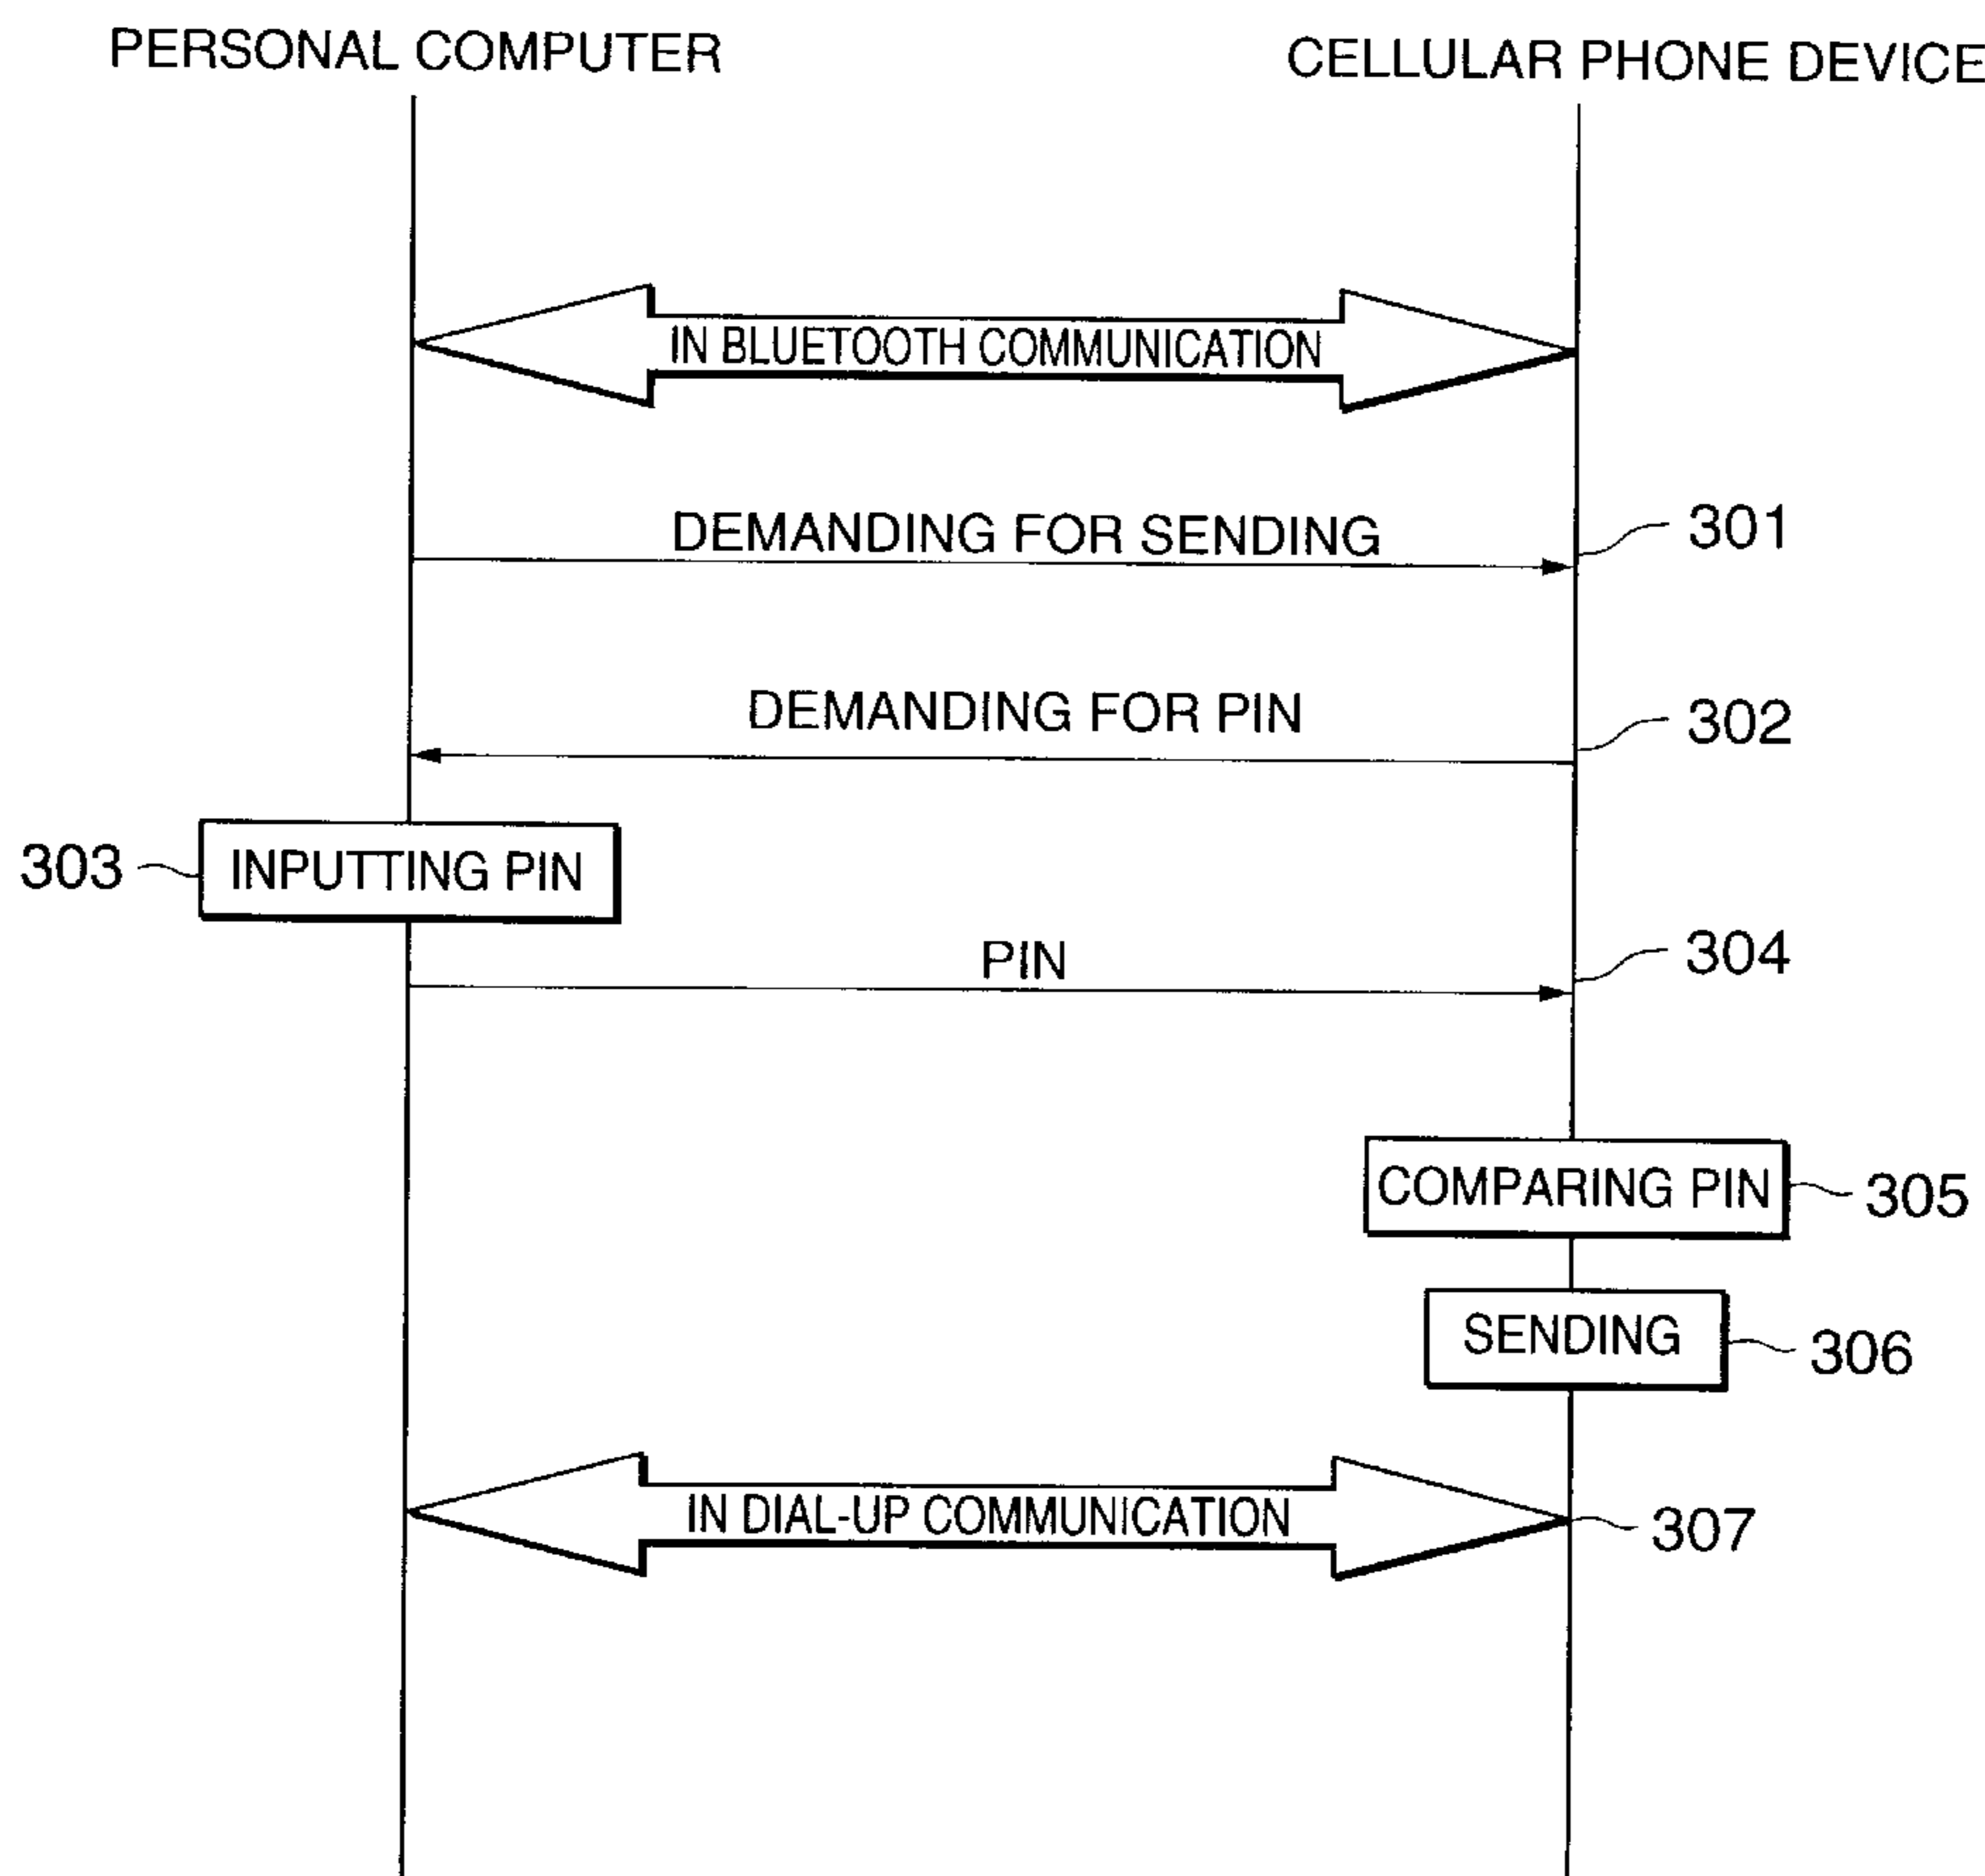 PERSONAL COMPUTER
CELLULAR PHONE DEVICE
IN BLUETOOTH COMMUNICATION
DEMANDING FOR SENDING
301
DEMANDING FOR PIN
302
303
INPUTTING PIN
PIN
304
COMPARING PIN
305
SENDING
306
IN DIAL-UP COMMUNICATION
307